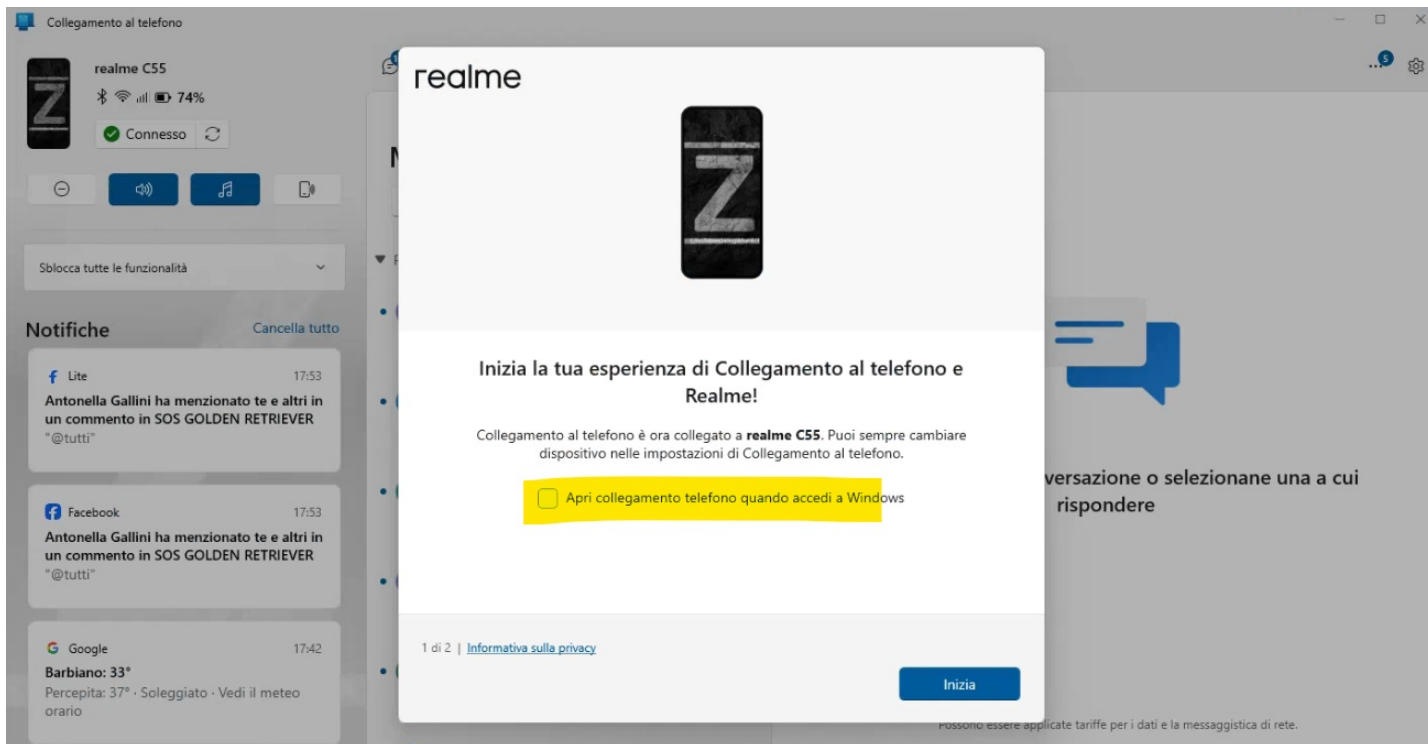 Collegamento al telefono
realme C55
74%
Connesso
Sblocca tutte le funzionalità
Notifiche
Cancella tutto
Lite
17:53
Antonella Gallini ha menzionato te e altri in
un commento in SOS GOLDEN RETRIEVER
"@tutti"
Facebook
17:53
Antonella Gallini ha menzionato te e altri in
un commento in SOS GOLDEN RETRIEVER
"@tutti"
Google
17:42
Barbiano: 33°
Percepita: 37° · Soleggiato · Vedi il meteo
orario
realme
Z
Inizia la tua esperienza di Collegamento al telefono e
Realme!
Collegamento al telefono è ora collegato a realme C55. Puoi sempre cambiare
dispositivo nelle impostazioni di Collegamento al telefono.
Apri collegamento telefono quando accedi a Windows
1 di 2 | Informativa sulla privacy
Inizia
...5
selezionane una a cui
rispondere
Possono essere applicate tariffe per i dati e la messaggistica di rete.